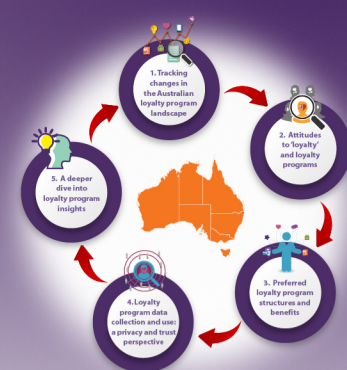 1. Tracking
changes in
the Australian
loyalty program
landscape
2. Attitudes
to 'loyalty'
and loyalty
programs
3. Preferred
loyalty program
structures and
benefits
4. Loyalty
program data
collection and use:
a privacy and trust
perspective
5. A deeper
dive into
loyalty program
insights